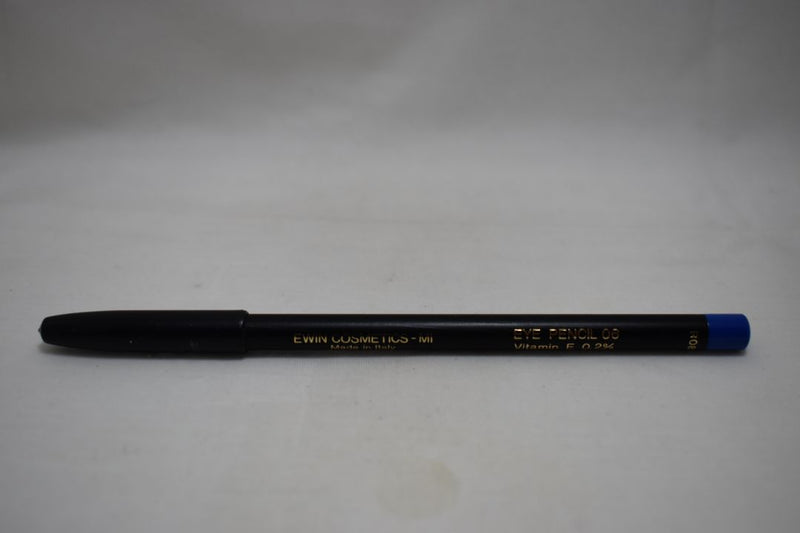 EWIN COSMETICS - MI
Made in Italy
EYE PENCIL 06
Vitamin E 0.2%